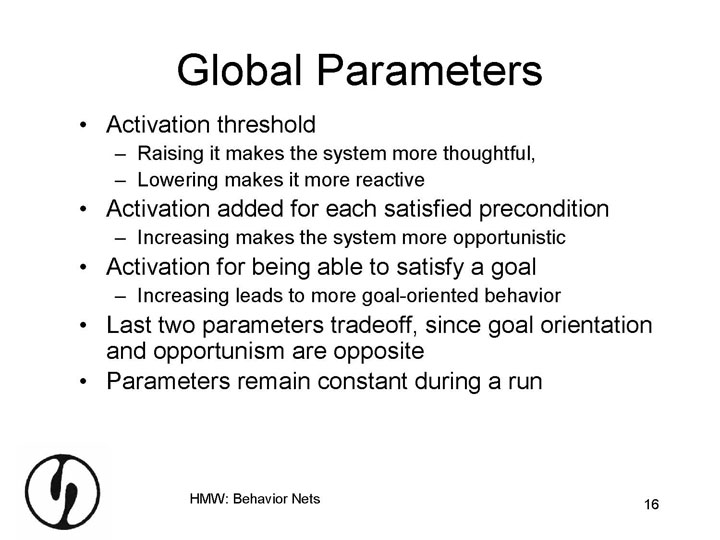 Global Parameters
• Activation threshold
– Raising it makes the system more thoughtful,
– Lowering makes it more reactive
• Activation added for each satisfied precondition
– Increasing makes the system more opportunistic
• Activation for being able to satisfy a goal
– Increasing leads to more goal-oriented behavior
• Last two parameters tradeoff, since goal orientation
and opportunism are opposite
• Parameters remain constant during a run
HMW: Behavior Nets
16